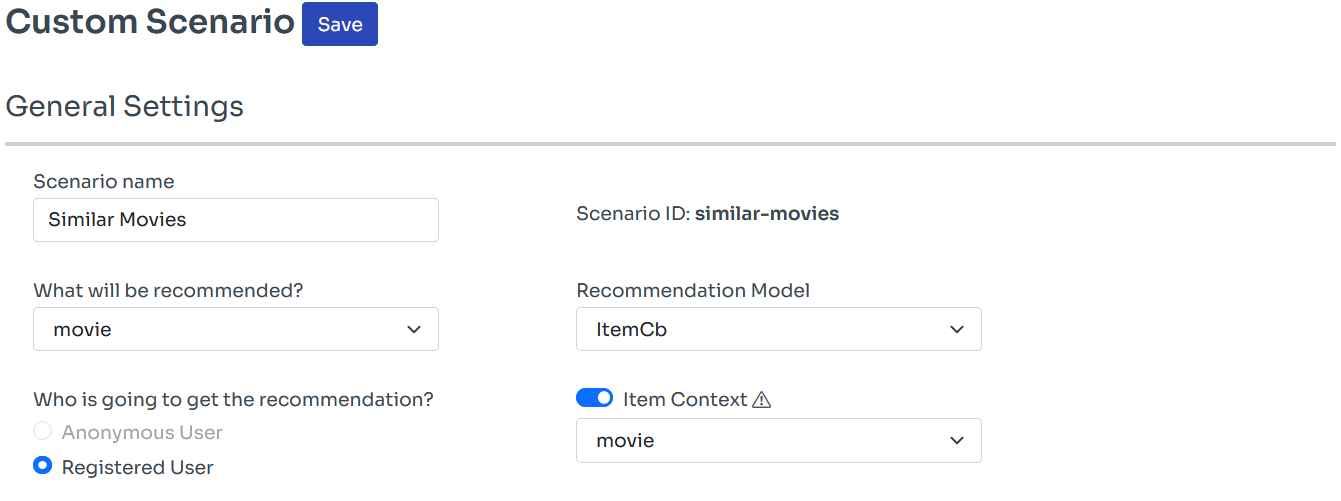 Custom Scenario Save
General Settings
Scenario name
Similar Movies
Scenario ID: similar-movies
What will be recommended?
movie
Recommendation Model
ItemCb
Who is going to get the recommendation?
Anonymous User
Registered User
Item Context
movie